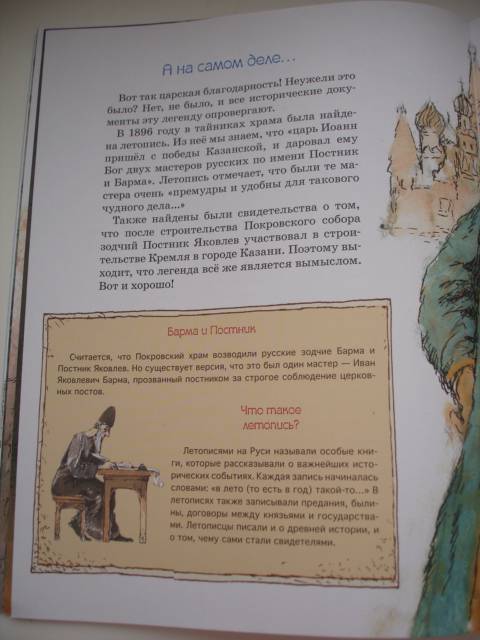 А на самом деле...
Вот так царская благодарность! Неужели это
было? Нет, не было, и все исторические доку-
менты эту легенду опровергают.
В 1896 году в тайниках храма была найде-
на летопись. Из неё мы знаем, что «царь Иоанн
пришёл с победы Казанской, и даровал ему
Бог двух мастеров русских по имени Постник
и Барма». Летопись отмечает, что были те ма-
стера очень «премудры и удобны для такового
чудного дела...»
Также найдены были свидетельства о том,
что после строительства Покровского собора
зодчий Постник Яковлев участвовал в строи-
тельстве Кремля в городе Казани. Поэтому вы-
ходит, что легенда всё же является вымыслом.
Вот и хорошо!
Барма и Постник
Считается, что Покровский храм возводили русские зодчие Барма и
Постник Яковлев. Но существует версия, что это был один мастер — Иван
Яковлевич Барма, прозванный постником за строгое соблюдение церков-
ных постов.
Что такое
летопись?
Летописями на Руси называли особые кни-
ги, которые рассказывали о важнейших исто-
рических событиях. Каждая запись начиналась
словами: «в лето (то есть в год) такой-то...» В
летописях также записывали предания, были-
ны, договоры между князьями и государства-
ми. Летописцы писали и о древней истории, и
о том, чему сами стали свидетелями.